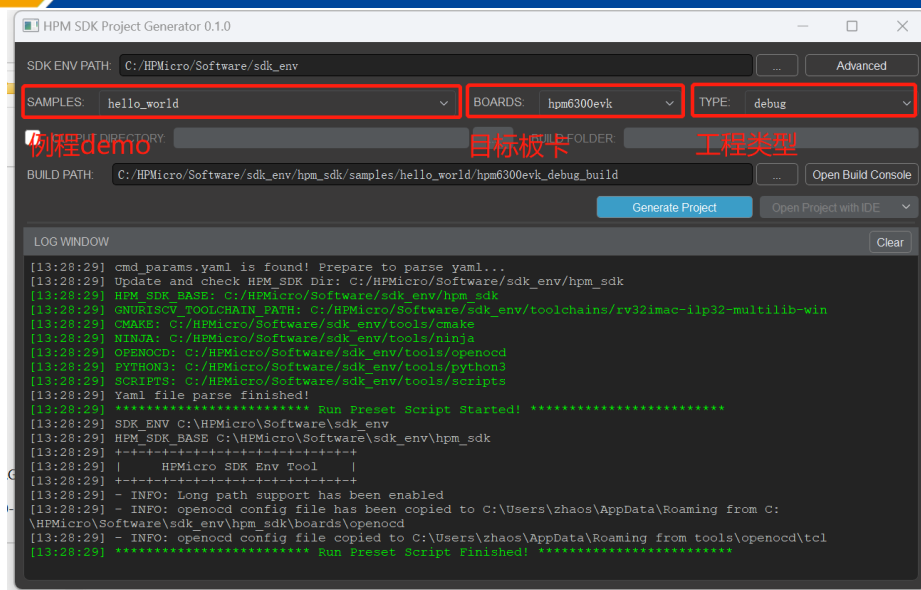 HPM SDK Project Generator 0.1.0
SDK ENV PATH: C:/HPMicro/Software/sdk_env ... Advanced
SAMPLES: hello_world BOARDS: hpm6300evk TYPE: debug
OUTPUT DIRECTORY: ... BUILD FOLDER:
例程demo 目标板卡 工程类型
BUILD PATH: C:/HPMicro/Software/sdk_env/hpm_sdk/samples/hello_world/hpm6300evk_debug_build ... Open Build Console
Generate Project Open Project with IDE
LOG WINDOW Clear
[13:28:29] cmd_params.yaml is found! Prepare to parse yaml...
[13:28:29] Update and check HPM_SDK Dir: C:/HPMicro/Software/sdk_env/hpm_sdk
[13:28:29] HPM_SDK_BASE: C:/HPMicro/Software/sdk_env/hpm_sdk
[13:28:29] GNURISCV_TOOLCHAIN_PATH: C:/HPMicro/Software/sdk_env/toolchains/rv32imac-ilp32-multilib-win
[13:28:29] CMAKE: C:/HPMicro/Software/sdk_env/tools/cmake
[13:28:29] NINJA: C:/HPMicro/Software/sdk_env/tools/ninja
[13:28:29] OPENOCD: C:/HPMicro/Software/sdk_env/tools/openocd
[13:28:29] PYTHON3: C:/HPMicro/Software/sdk_env/tools/python3
[13:28:29] SCRIPTS: C:/HPMicro/Software/sdk_env/tools/scripts
[13:28:29] Yaml file parse finished!
[13:28:29] ************************* Run Preset Script Started! *************************
[13:28:29] SDK_ENV C:\HPMicro\Software\sdk_env
[13:28:29] HPM_SDK_BASE C:\HPMicro\Software\sdk_env\hpm_sdk
[13:28:29] +-+-+-+-+-+-+-+-+-+-+-+-+-+-+-+
[13:28:29] |     HPMicro SDK Env Tool    |
[13:28:29] +-+-+-+-+-+-+-+-+-+-+-+-+-+-+-+
[13:28:29] - INFO: Long path support has been enabled
[13:28:29] - INFO: openocd config file has been copied to C:\Users\zhaos\AppData\Roaming from C:
\HPMicro\Software\sdk_env\hpm_sdk\boards\openocd
[13:28:29] - INFO: openocd config file copied to C:\Users\zhaos\AppData\Roaming from tools\openocd\tcl
[13:28:29] ************************* Run Preset Script Finished! *************************